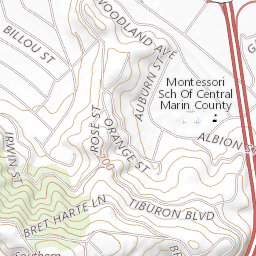 WOODLAND AVE
BILLOU ST
AUBURN ST
Montessori
Sch Of Central
Marin County
ROSE ST
ORANGE ST
ALBION S
IRWIN ST
TIBURON BLVD
BRET HARTE LN
Southern